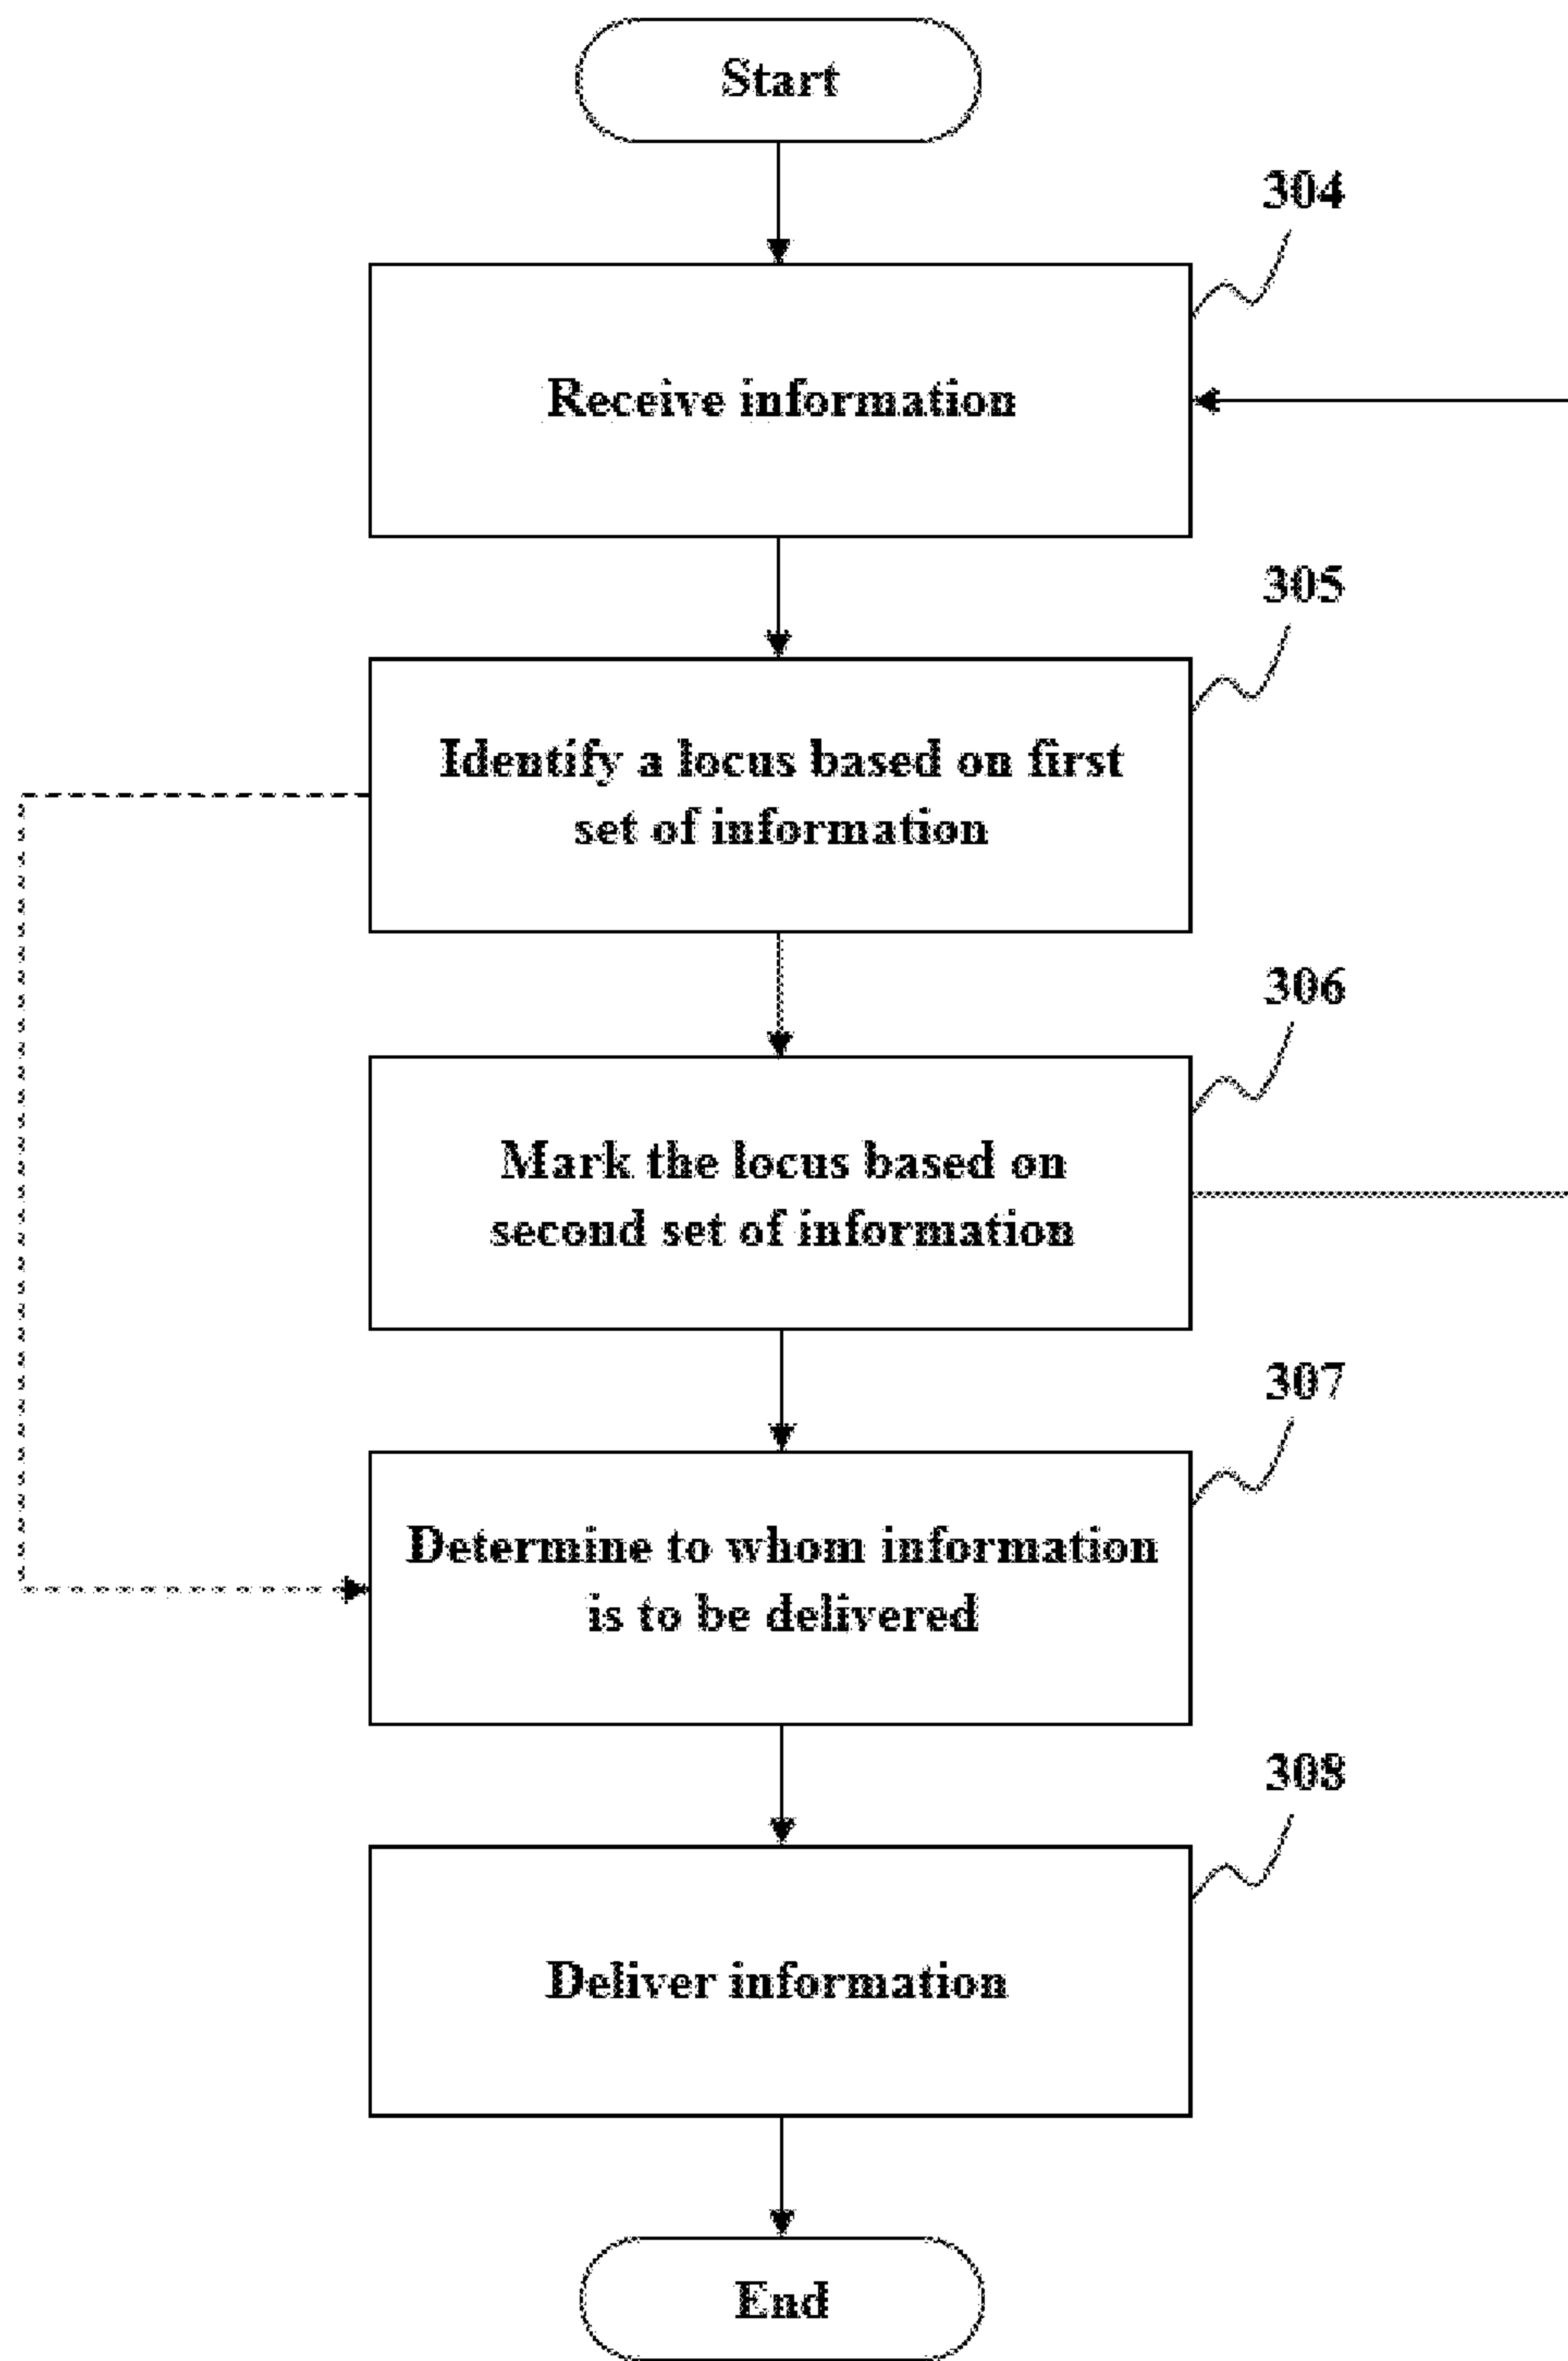 Start
304
Receive information
305
Identify a locus based on first
set of information
306
Mark the locus based on
second set of information
307
Determine to whom information
is to be delivered
308
Deliver information
End